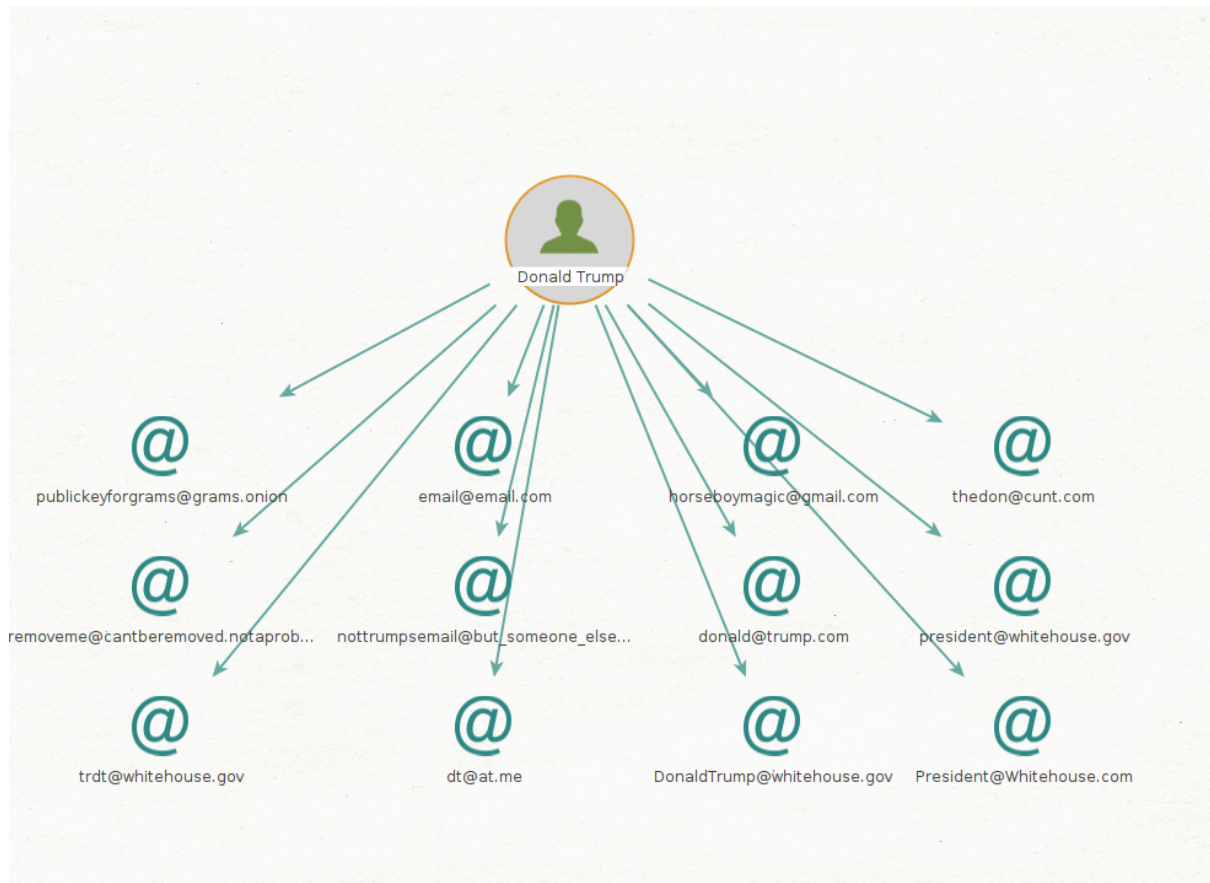 Donald Trump
publickeyforgrams@grams.onion
email@email.com
horseboymagic@gmail.com
thedon@cunt.com
removeme@cantberemoved.notaprob...
nottrumpsemail@but_someone_else...
donald@trump.com
president@whitehouse.gov
trdt@whitehouse.gov
dt@at.me
DonaldTrump@whitehouse.gov
President@Whitehouse.com